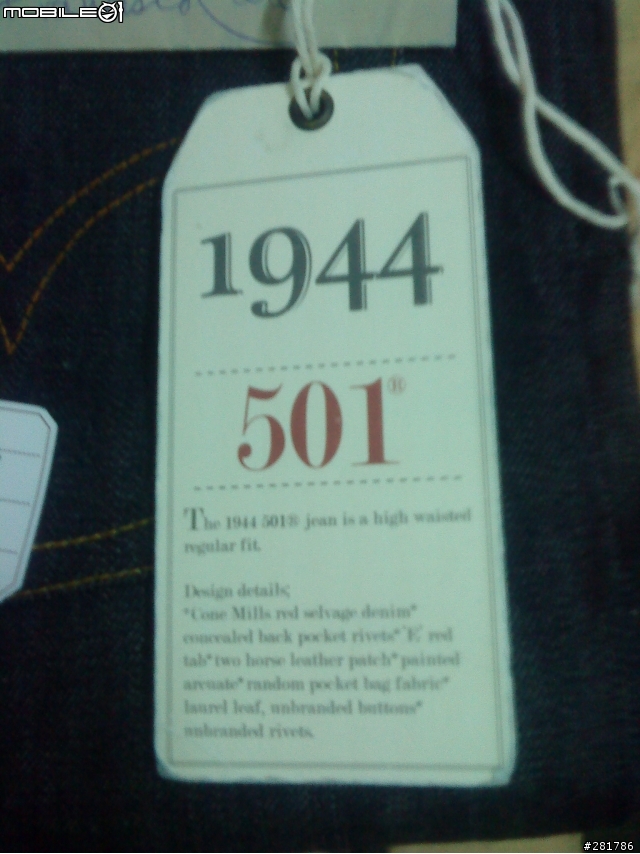 MOBILE01
1944
501®
The 1944 501® jean is a high waisted
regular fit.
Design details;
*Cone Mills red selvage denim*
concealed back pocket rivets*"E" red
tab*two horse leather patch*painted
arcuate*random pocket bag fabric*
laurel leaf, unbranded buttons*
unbranded rivets.
#281786